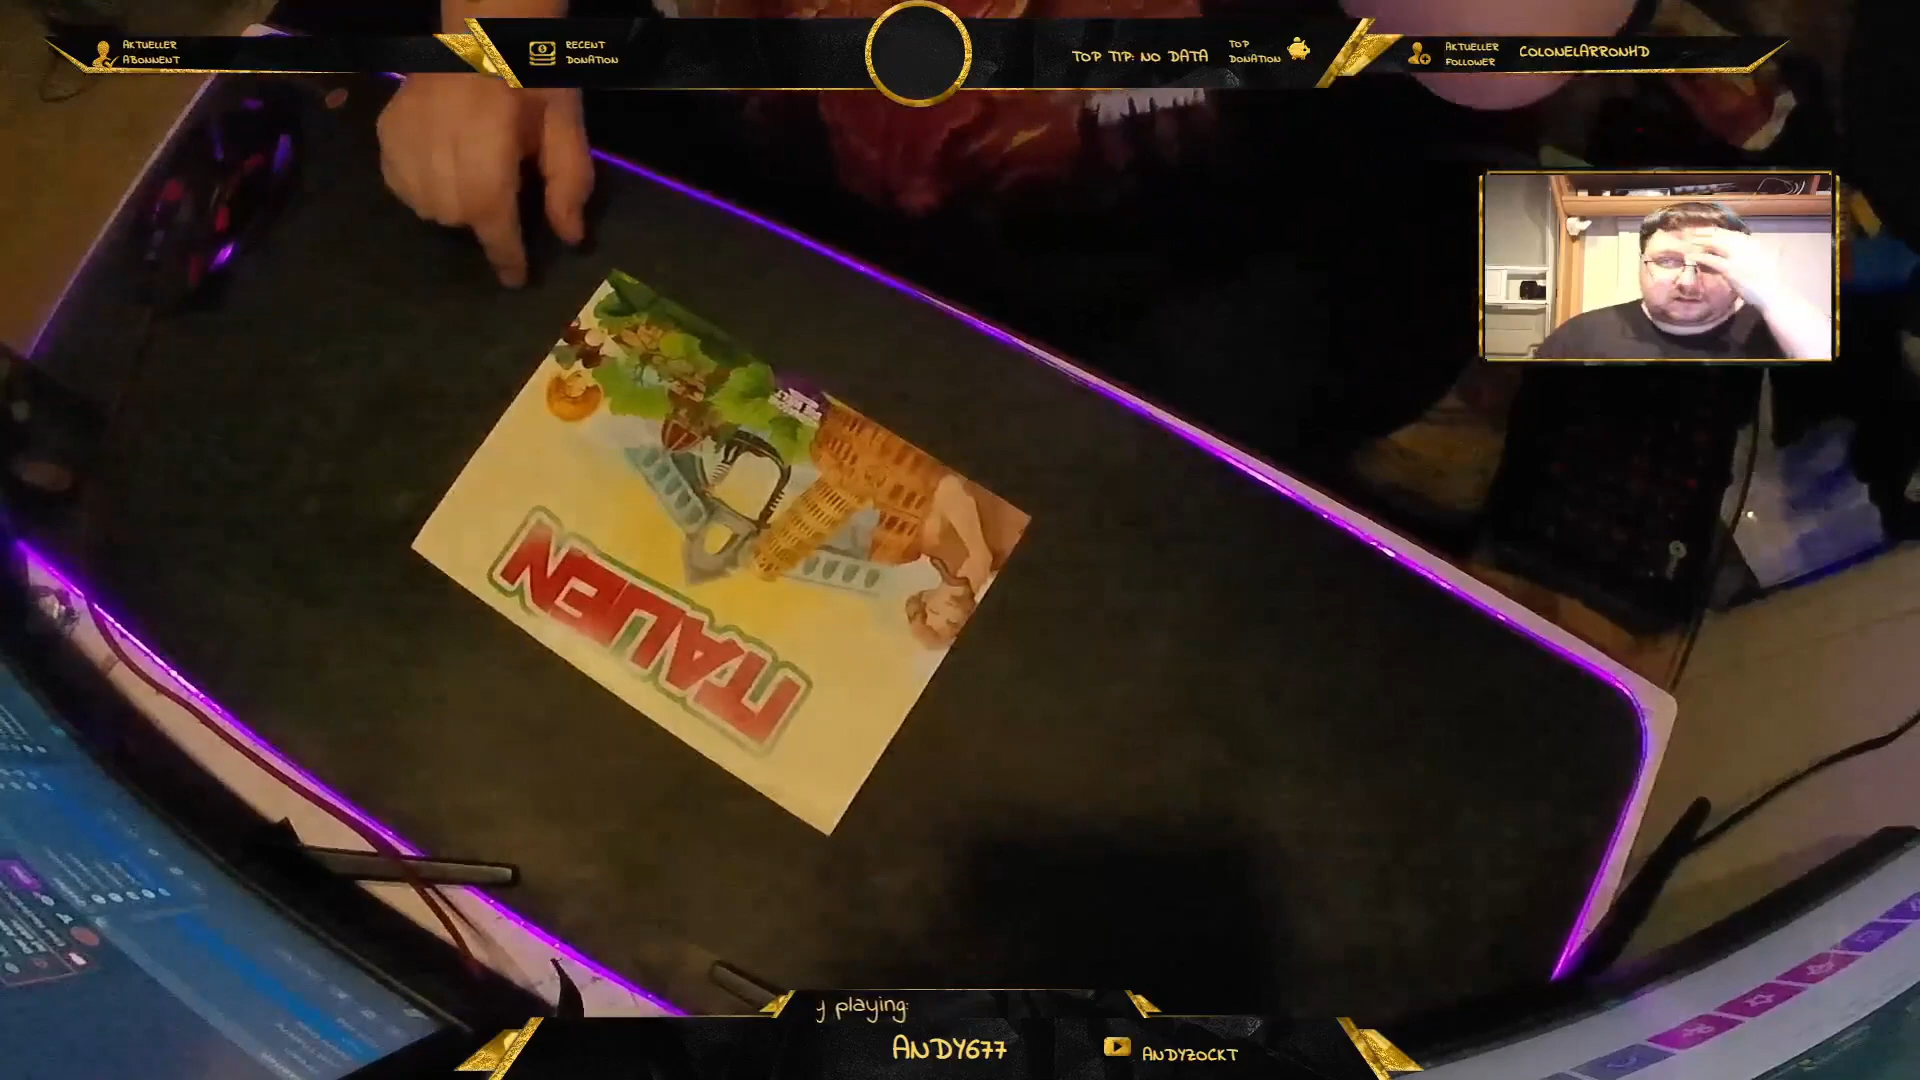 AKTUELLER
ABONNENT
RECENT
DONATION
TOP TIP: NO DATA
TOP
DONATION
AKTUELLER
FOLLOWER
COLONELARRONHD
ITALIEN
y playing:
ANDY677
ANDYZOCKT